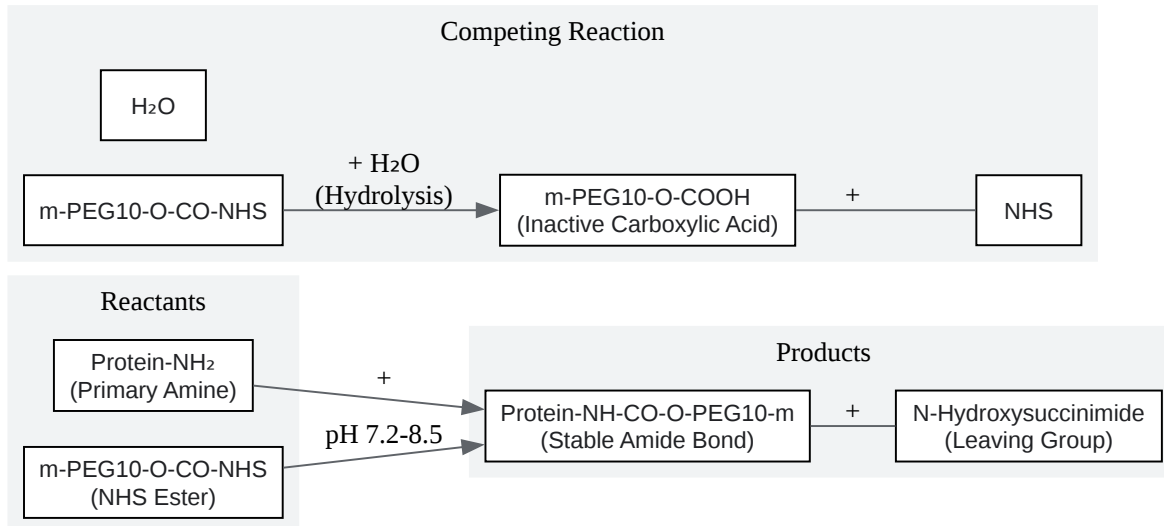 Competing Reaction
H₂O
m-PEG10-O-CO-NHS
+ H₂O
(Hydrolysis)
m-PEG10-O-COOH
(Inactive Carboxylic Acid)
+
NHS
Reactants
Protein-NH₂
(Primary Amine)
+
m-PEG10-O-CO-NHS
(NHS Ester)
pH 7.2-8.5
Products
Protein-NH-CO-O-PEG10-m
(Stable Amide Bond)
+
N-Hydroxysuccinimide
(Leaving Group)